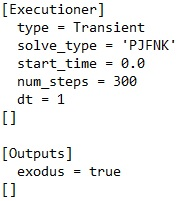 [Executioner]
  type = Transient
  solve_type = 'PJFNK'
  start_time = 0.0
  num_steps = 300
  dt = 1
[]

[Outputs]
  exodus = true
[]